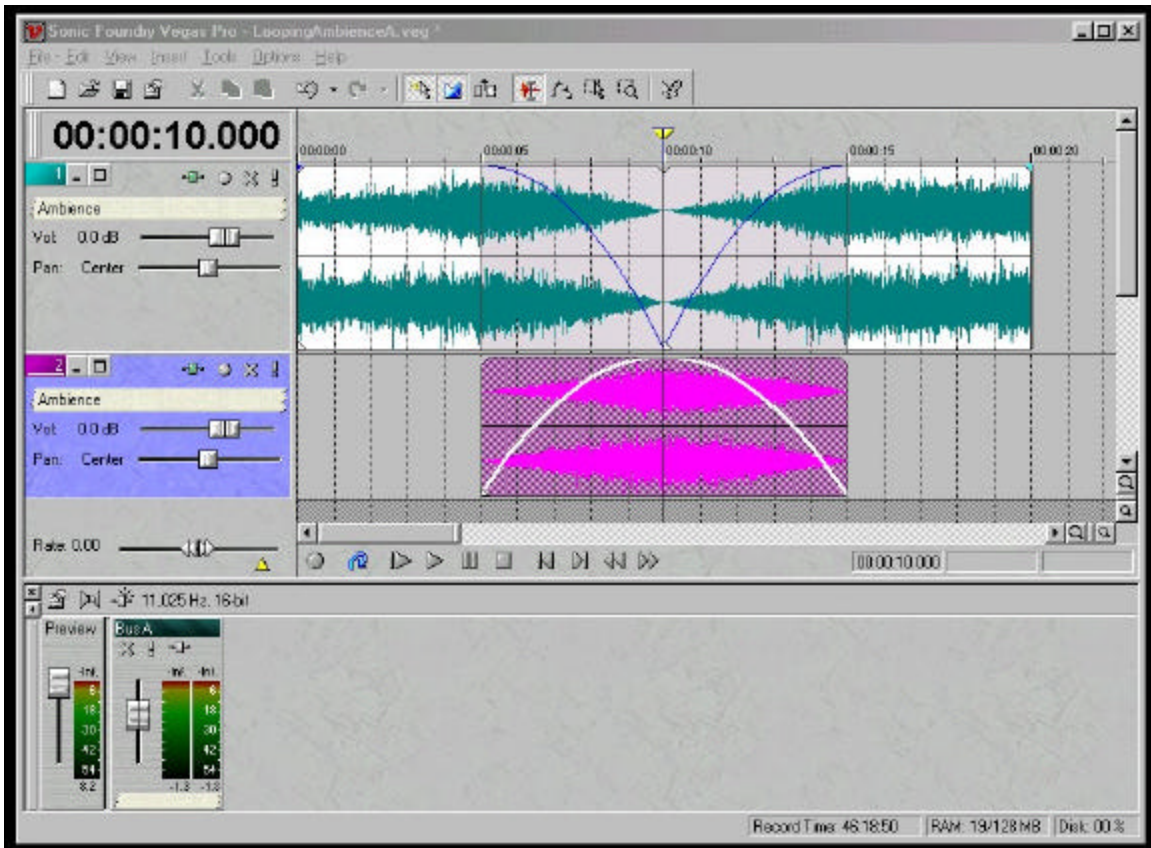 Sonic Foundry Vegas Pro - LoopingAmbienceA.veg *
File Edit View Insert Tools Options Help
00:00:10.000
00:00:00 00:00:05 00:00:10 00:00:15 00:00:20
1
Ambience
Vol: 0.0 dB
Pan: Center
2
Ambience
Vol: 0.0 dB
Pan: Center
Rate: 0.00
00:00:10.000
11,025 Hz, 16-bit
Preview
Bus A
-Inf. -Inf. -Inf.
6 6
18 18
30 30
42 42
54 54
8.2 -1.8 -1.8
Record Time: 46:18:50 RAM: 19/128 MB Disk: 00 %